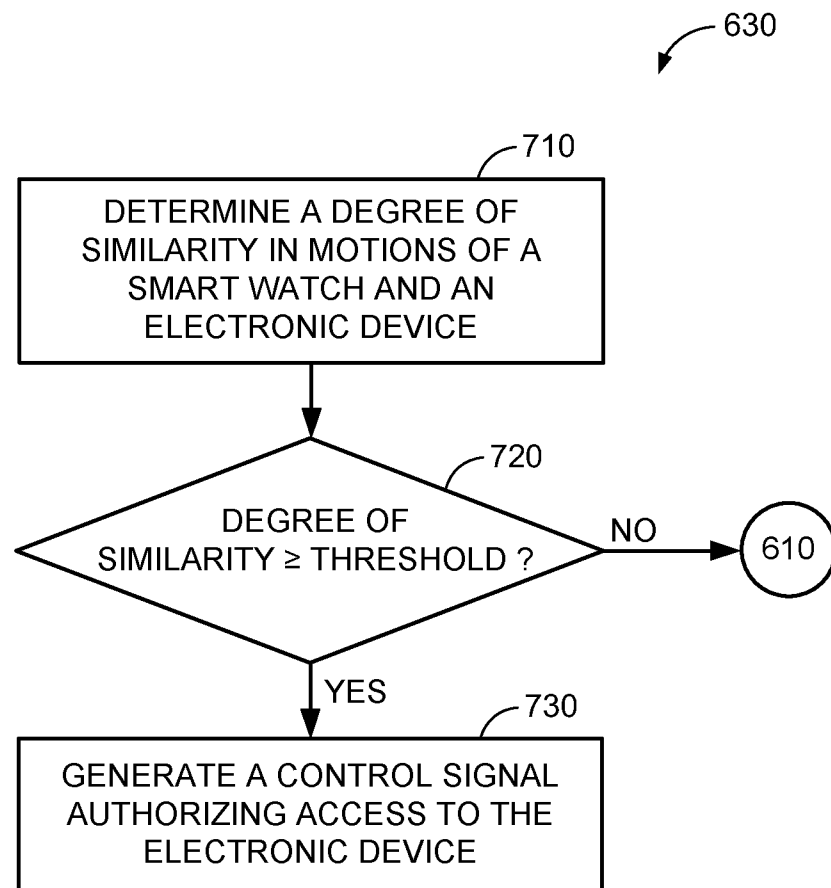 630
710
DETERMINE A DEGREE OF
SIMILARITY IN MOTIONS OF A
SMART WATCH AND AN
ELECTRONIC DEVICE
720
DEGREE OF
SIMILARITY ≥ THRESHOLD ?
NO
610
YES
730
GENERATE A CONTROL SIGNAL
AUTHORIZING ACCESS TO THE
ELECTRONIC DEVICE